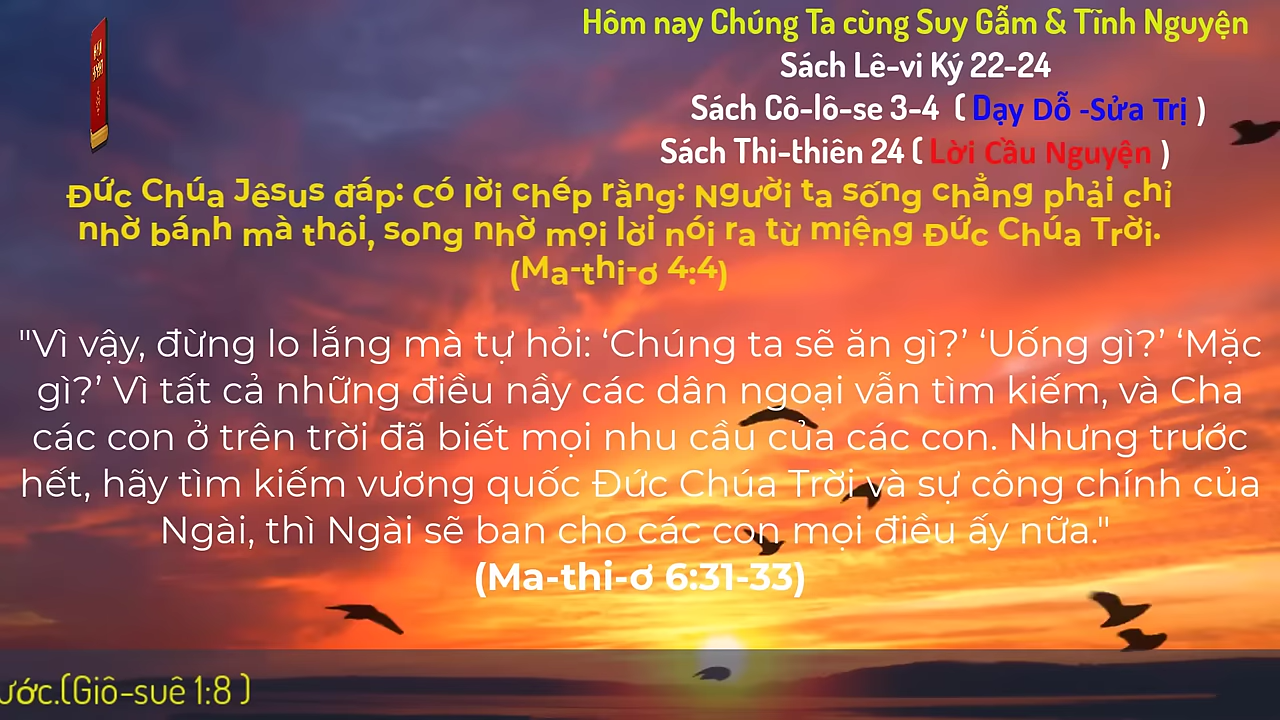 Hôm nay Chúng Ta cùng Suy Gẫm & Tĩnh Nguyện
Sách Lê-vi Ký 22-24
Sách Cô-lô-se 3-4 ( Dạy Dỗ -Sửa Trị )
Sách Thi-thiên 24 ( Lời Cầu Nguyện )
Đức Chúa Jêsus đáp: Có lời chép rằng: Người ta sống chẳng phải chỉ
nhờ bánh mà thôi, song nhờ mọi lời nói ra từ miệng Đức Chúa Trời.
(Ma-thi-ơ 4:4)
"Vì vậy, đừng lo lắng mà tự hỏi: ‘Chúng ta sẽ ăn gì?’ ‘Uống gì?’ ‘Mặc
gì?’ Vì tất cả những điều nầy các dân ngoại vẫn tìm kiếm, và Cha
các con ở trên trời đã biết mọi nhu cầu của các con. Nhưng trước
hết, hãy tìm kiếm vương quốc Đức Chúa Trời và sự công chính của
Ngài, thì Ngài sẽ ban cho các con mọi điều ấy nữa."
(Ma-thi-ơ 6:31-33)
ước.(Giô-suê 1:8 )